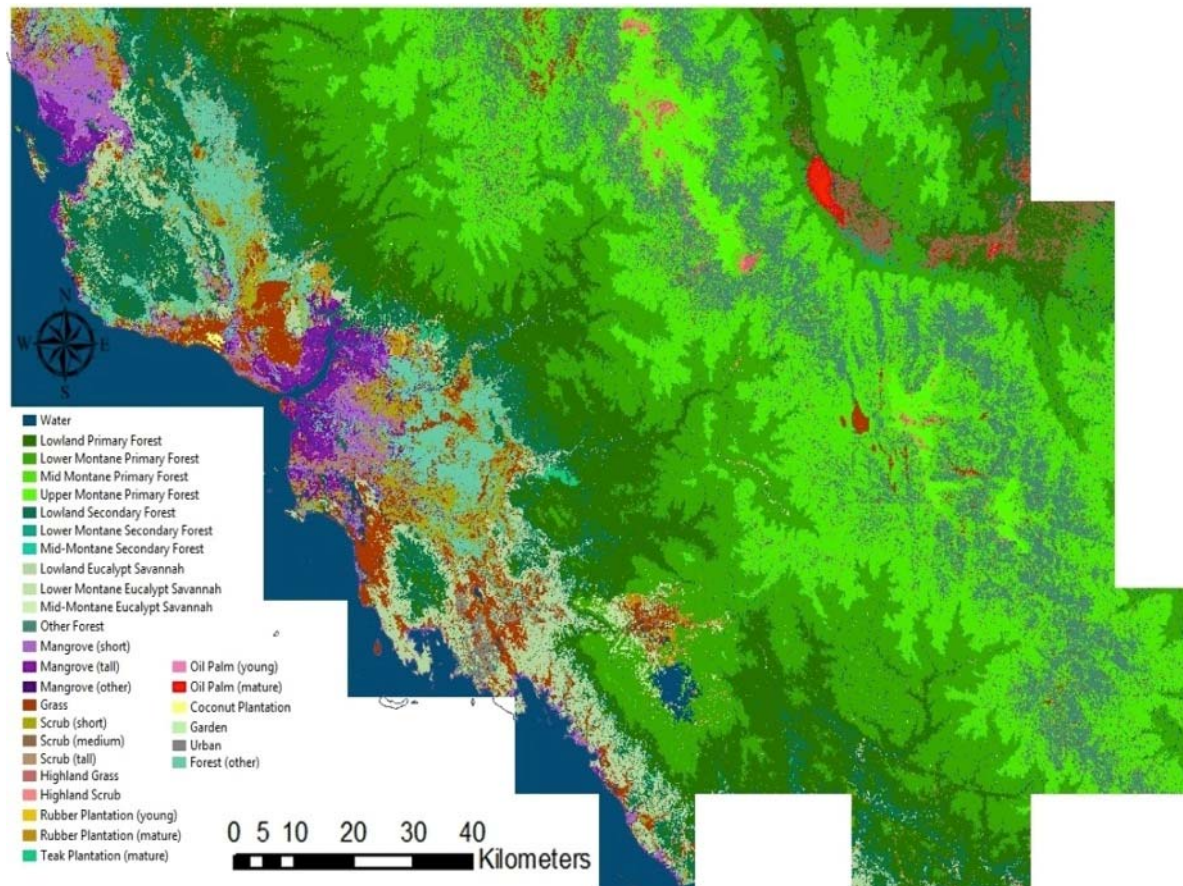 N
W E
S
Water
Lowland Primary Forest
Lower Montane Primary Forest
Mid Montane Primary Forest
Upper Montane Primary Forest
Lowland Secondary Forest
Lower Montane Secondary Forest
Mid-Montane Secondary Forest
Lowland Eucalypt Savannah
Lower Montane Eucalypt Savannah
Mid-Montane Eucalypt Savannah
Other Forest
Mangrove (short)
Mangrove (tall)
Mangrove (other)
Grass
Scrub (short)
Scrub (medium)
Scrub (tall)
Highland Grass
Highland Scrub
Rubber Plantation (young)
Rubber Plantation (mature)
Teak Plantation (mature)
Oil Palm (young)
Oil Palm (mature)
Coconut Plantation
Garden
Urban
Forest (other)
0 5 10 20 30 40
Kilometers